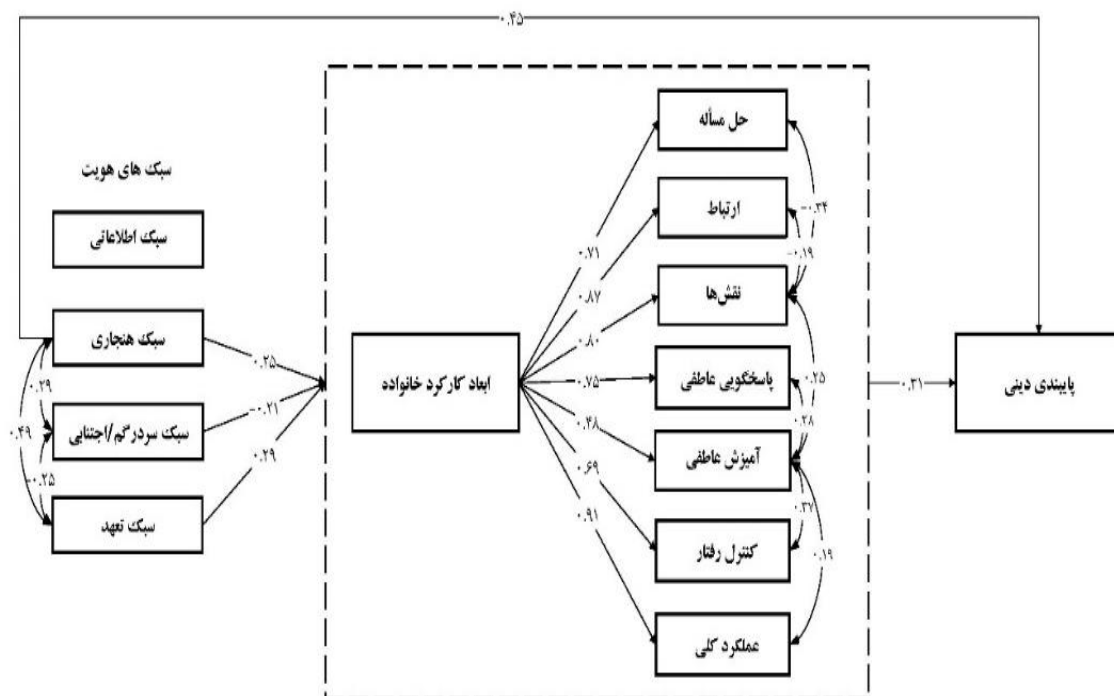 ۰.۴۵
سبک های هویت
سبک اطلاعاتی
سبک هنجاری
سبک سردرگم/اجتنابی
سبک تعهد
۰.۳۹
۰.۴۹
-۰.۲۵
۰.۲۵
-۰.۲۱
۰.۲۹
ابعاد کارکرد خانواده
۰.۷۱
۰.۸۷
۰.۸۰
۰.۷۵
۰.۴۸
۰.۶۹
۰.۹۱
حل مسأله
ارتباط
نقش‌ها
پاسخگویی عاطفی
آمیزش عاطفی
کنترل رفتار
عملکرد کلی
-۰.۳۴
-۰.۱۹
۰.۲۵
۰.۲۸
۰.۳۷
۰.۱۹
۰.۳۱
پایبندی دینی